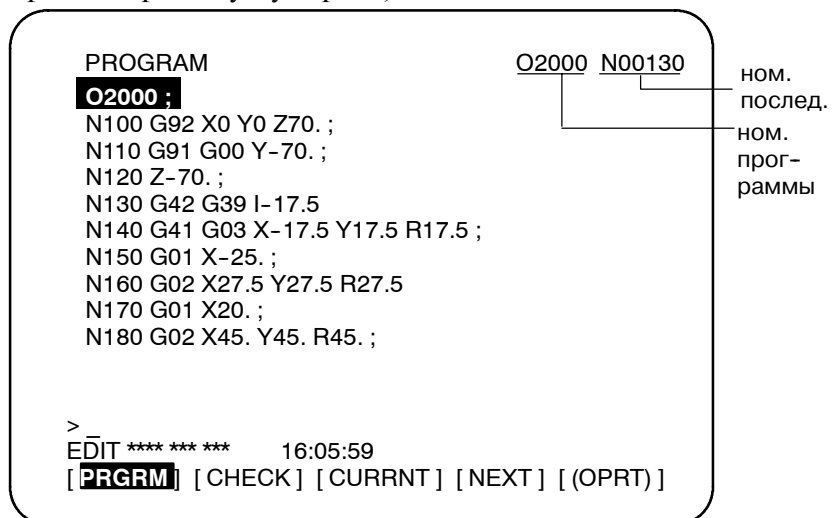 PROGRAM O2000 N00130
O2000 ;
N100 G92 X0 Y0 Z70. ;
N110 G91 G00 Y-70. ;
N120 Z-70. ;
N130 G42 G39 I-17.5
N140 G41 G03 X-17.5 Y17.5 R17.5 ;
N150 G01 X-25. ;
N160 G02 X27.5 Y27.5 R27.5
N170 G01 X20. ;
N180 G02 X45. Y45. R45. ;
> _
EDIT **** *** *** 16:05:59
[ PRGRM ] [ CHECK ] [ CURRNT ] [ NEXT ] [ (OPRT) ]
ном.
послед.
ном.
прог-
раммы